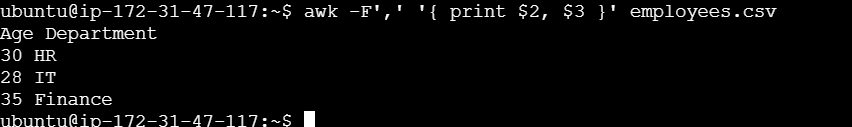 ubuntu@ip-172-31-47-117:~$ awk -F',' '{ print $2, $3 }' employees.csv
Age Department
30 HR
28 IT
35 Finance
ubuntu@ip-172-31-47-117:~$